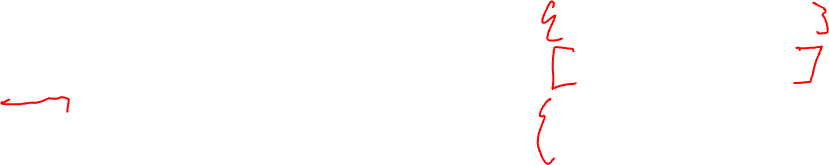 { }
[ ]
{